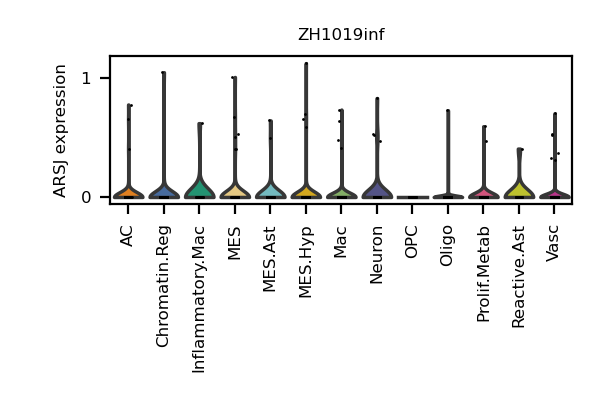 ZH1019inf
ARSJ expression
1
0
AC
Chromatin.Reg
Inflammatory.Mac
MES
MES.Ast
MES.Hyp
Mac
Neuron
OPC
Oligo
Prolif.Metab
Reactive.Ast
Vasc